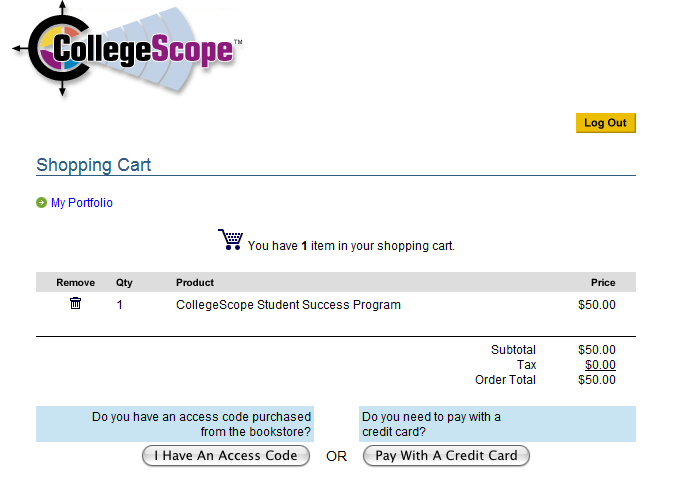 CollegeScope™
Log Out
Shopping Cart
My Portfolio
You have 1 item in your shopping cart.
Remove Qty Product Price
1 CollegeScope Student Success Program $50.00
Subtotal $50.00
Tax $0.00
Order Total $50.00
Do you have an access code purchased
from the bookstore?
Do you need to pay with a
credit card?
I Have An Access Code OR Pay With A Credit Card